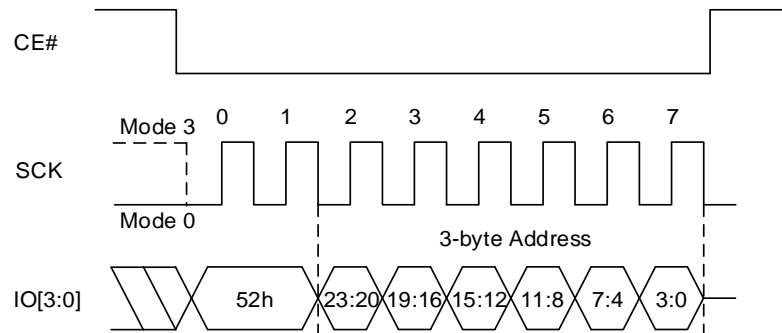 CE#
Mode 3 0 1 2 3 4 5 6 7
SCK
Mode 0
3-byte Address
IO[3:0] 52h 23:20 19:16 15:12 11:8 7:4 3:0